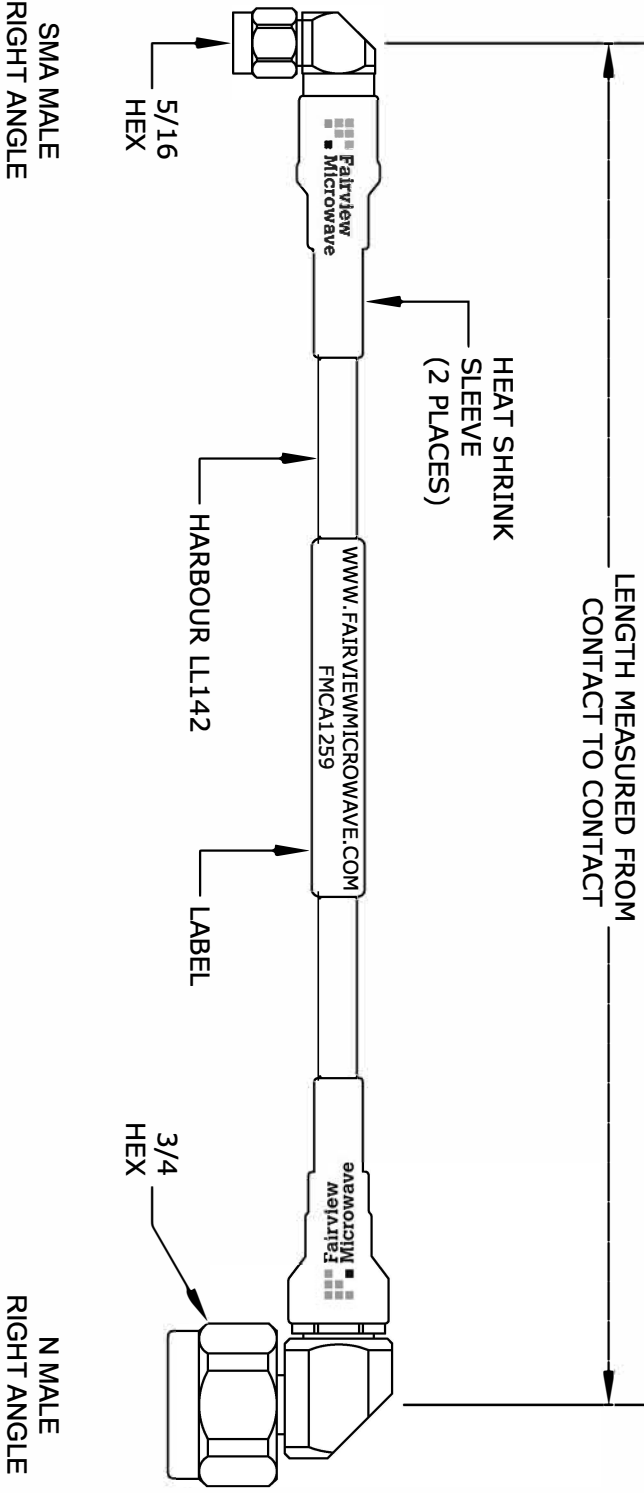 LENGTH MEASURED FROM
CONTACT TO CONTACT
HEAT SHRINK
SLEEVE
(2 PLACES)
Fairview
Microwave
WWW.FAIRVIEWMICROWAVE.COM
FMCA1259
Fairview
Microwave
5/16
HEX
HARBOUR LL142
LABEL
3/4
HEX
SMA MALE
RIGHT ANGLE
N MALE
RIGHT ANGLE